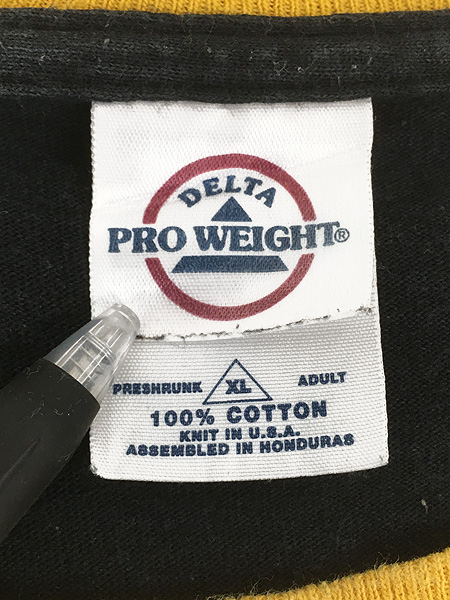 DELTA
PRO WEIGHT®
PRESHRUNK XL ADULT
100% COTTON
KNIT IN U.S.A.
ASSEMBLED IN HONDURAS